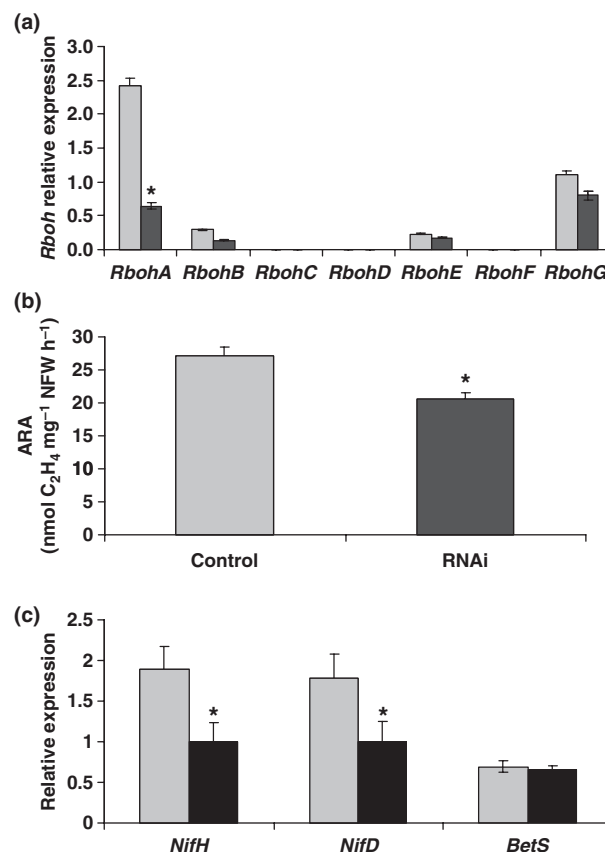 (a)
Rboh relative expression
3.0
2.5
2.0
1.5
1.0
0.5
0.0
*
RbohA RbohB RbohC RbohD RbohE RbohF RbohG
(b)
ARA
(nmol C₂H₄ mg⁻¹ NFW h⁻¹)
30
25
20
15
10
5
0
*
Control RNAi
(c)
Relative expression
2.5
2
1.5
1
0.5
0
* *
NifH NifD BetS